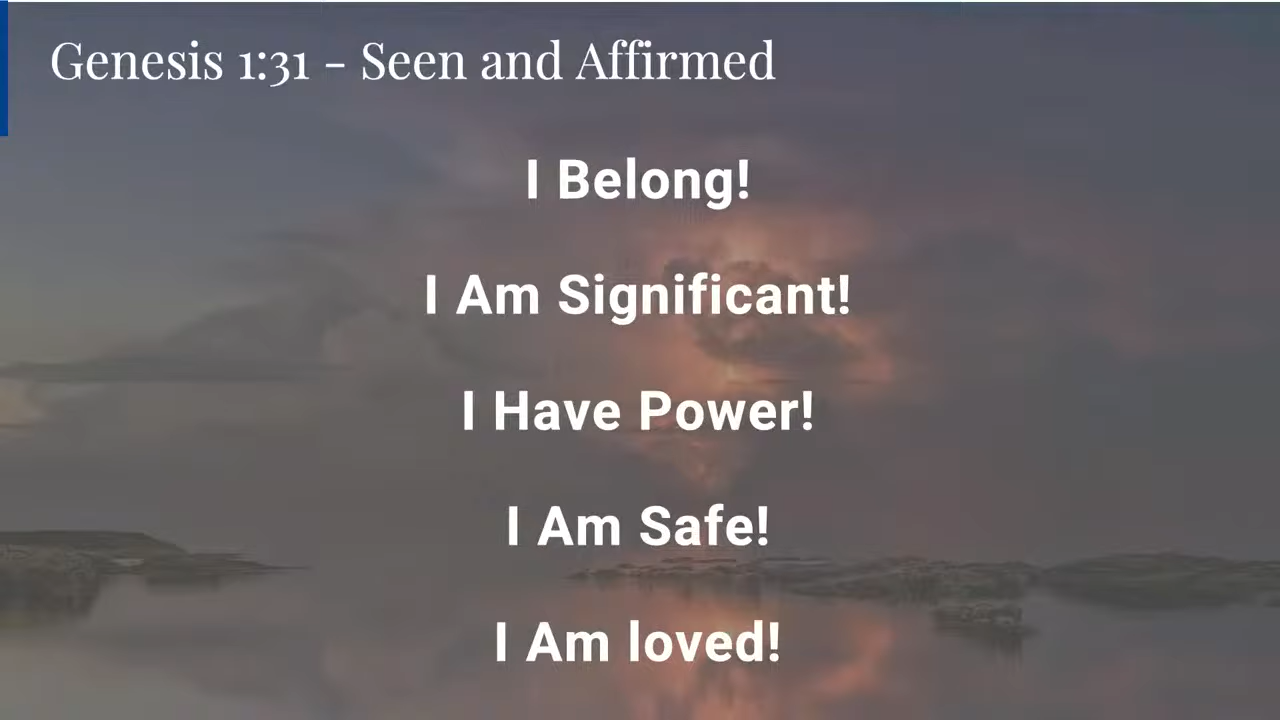 Genesis 1:31 - Seen and Affirmed
I Belong!
I Am Significant!
I Have Power!
I Am Safe!
I Am loved!